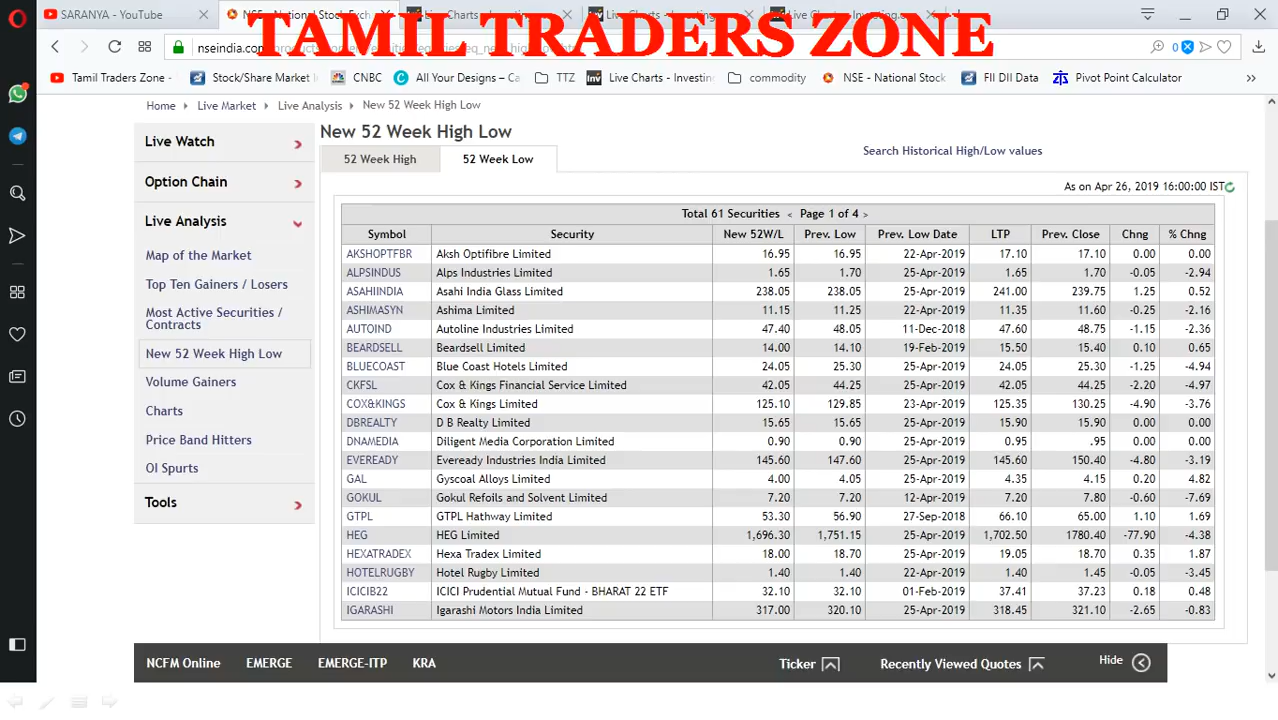 SARANYA - YouTube
TAMIL TRADERS ZONE
nseindia.com
0
Tamil Traders Zone - Stock/Share Market CNBC All Your Designes - Ca TTZ Live Charts - Investin commodity NSE - National Stock FII DII Data Pivot Point Calculator
Home Live Market Live Analysis New 52 Week High Low
New 52 Week High Low
Live Watch
Option Chain
Live Analysis
Map of the Market
Top Ten Gainers / Losers
Most Active Securities /
Contracts
New 52 Week High Low
Volume Gainers
Charts
Price Band Hitters
OI Spurts
Tools
52 Week High 52 Week Low
Search Historical High/Low values
As on Apr 26, 2019 16:00:00 IST
Total 61 Securities < Page 1 of 4 >
Symbol Security New 52W/L Prev. Low Prev. Low Date LTP Prev. Close Chng % Chng
AKSHOPTFBR Aksh Optifibre Limited 16.95 16.95 22-Apr-2019 17.10 17.10 0.00 0.00
ALPSINDUS Alps Industries Limited 1.65 1.70 25-Apr-2019 1.65 1.70 -0.05 -2.94
ASAHIINDIA Asahi India Glass Limited 238.05 238.05 25-Apr-2019 241.00 239.75 1.25 0.52
ASHIMASYN Ashima Limited 11.15 11.25 22-Apr-2019 11.35 11.60 -0.25 -2.16
AUTOIND Autoline Industries Limited 47.40 48.05 11-Dec-2018 47.60 48.75 -1.15 -2.36
BEARDSELL Beardsell Limited 14.00 14.10 19-Feb-2019 15.50 15.40 0.10 0.65
BLUECOAST Blue Coast Hotels Limited 24.05 25.30 25-Apr-2019 24.05 25.30 -1.25 -4.94
CKFSL Cox & Kings Financial Service Limited 42.05 44.25 25-Apr-2019 42.05 44.25 -2.20 -4.97
COX&KINGS Cox & Kings Limited 125.10 129.85 23-Apr-2019 125.35 130.25 -4.90 -3.76
DBREALTY D B Realty Limited 15.65 15.65 25-Apr-2019 15.90 15.90 0.00 0.00
DNAMEDIA Diligent Media Corporation Limited 0.90 0.90 25-Apr-2019 0.95 .95 0.00 0.00
EVEREADY Eveready Industries India Limited 145.60 147.60 25-Apr-2019 145.60 150.40 -4.80 -3.19
GAL Gyscoal Alloys Limited 4.00 4.05 25-Apr-2019 4.35 4.15 0.20 4.82
GOKUL Gokul Refoils and Solvent Limited 7.20 7.20 12-Apr-2019 7.20 7.80 -0.60 -7.69
GTPL GTPL Hathway Limited 53.30 56.90 27-Sep-2018 66.10 65.00 1.10 1.69
HEG HEG Limited 1,696.30 1,751.15 25-Apr-2019 1,702.50 1780.40 -77.90 -4.38
HEXATRADEX Hexa Tradex Limited 18.00 18.70 25-Apr-2019 19.05 18.70 0.35 1.87
HOTELRUGBY Hotel Rugby Limited 1.40 1.40 22-Apr-2019 1.40 1.45 -0.05 -3.45
ICICIB22 ICICI Prudential Mutual Fund - BHARAT 22 ETF 32.10 32.10 01-Feb-2019 37.41 37.23 0.18 0.48
IGARASHI Igarashi Motors India Limited 317.00 320.10 25-Apr-2019 318.45 321.10 -2.65 -0.83
NCFM Online EMERGE EMERGE-ITP KRA Ticker Recently Viewed Quotes Hide